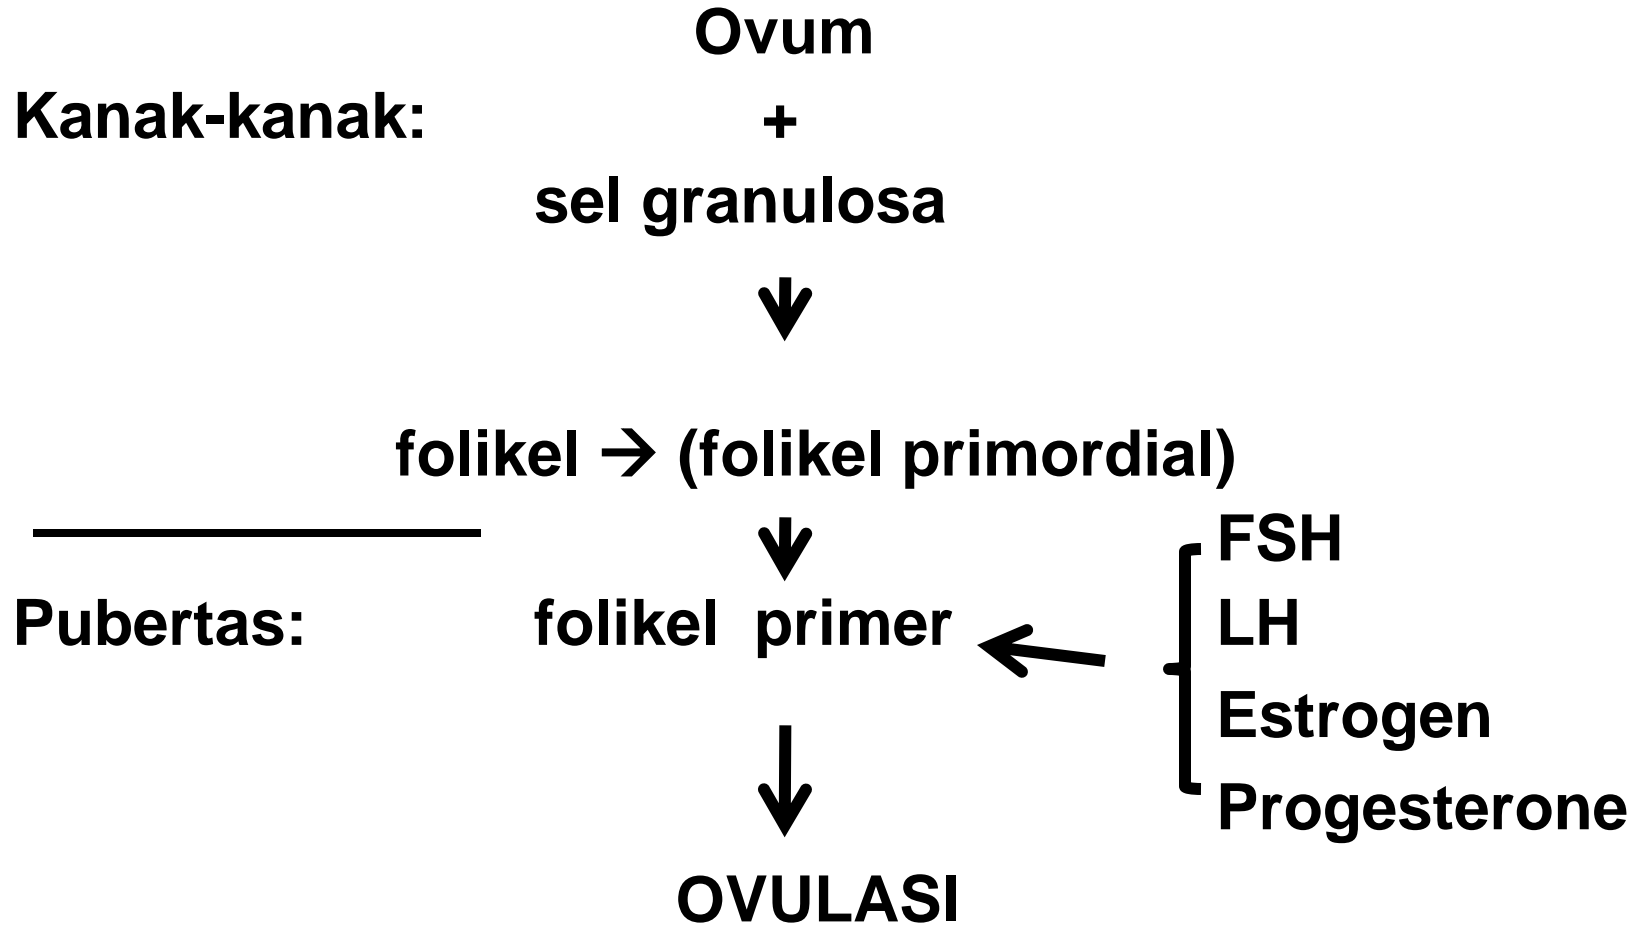 Ovum
Kanak-kanak: +
sel granulosa
folikel → (folikel primordial)
FSH
Pubertas: folikel primer LH
Estrogen
Progesterone
OVULASI